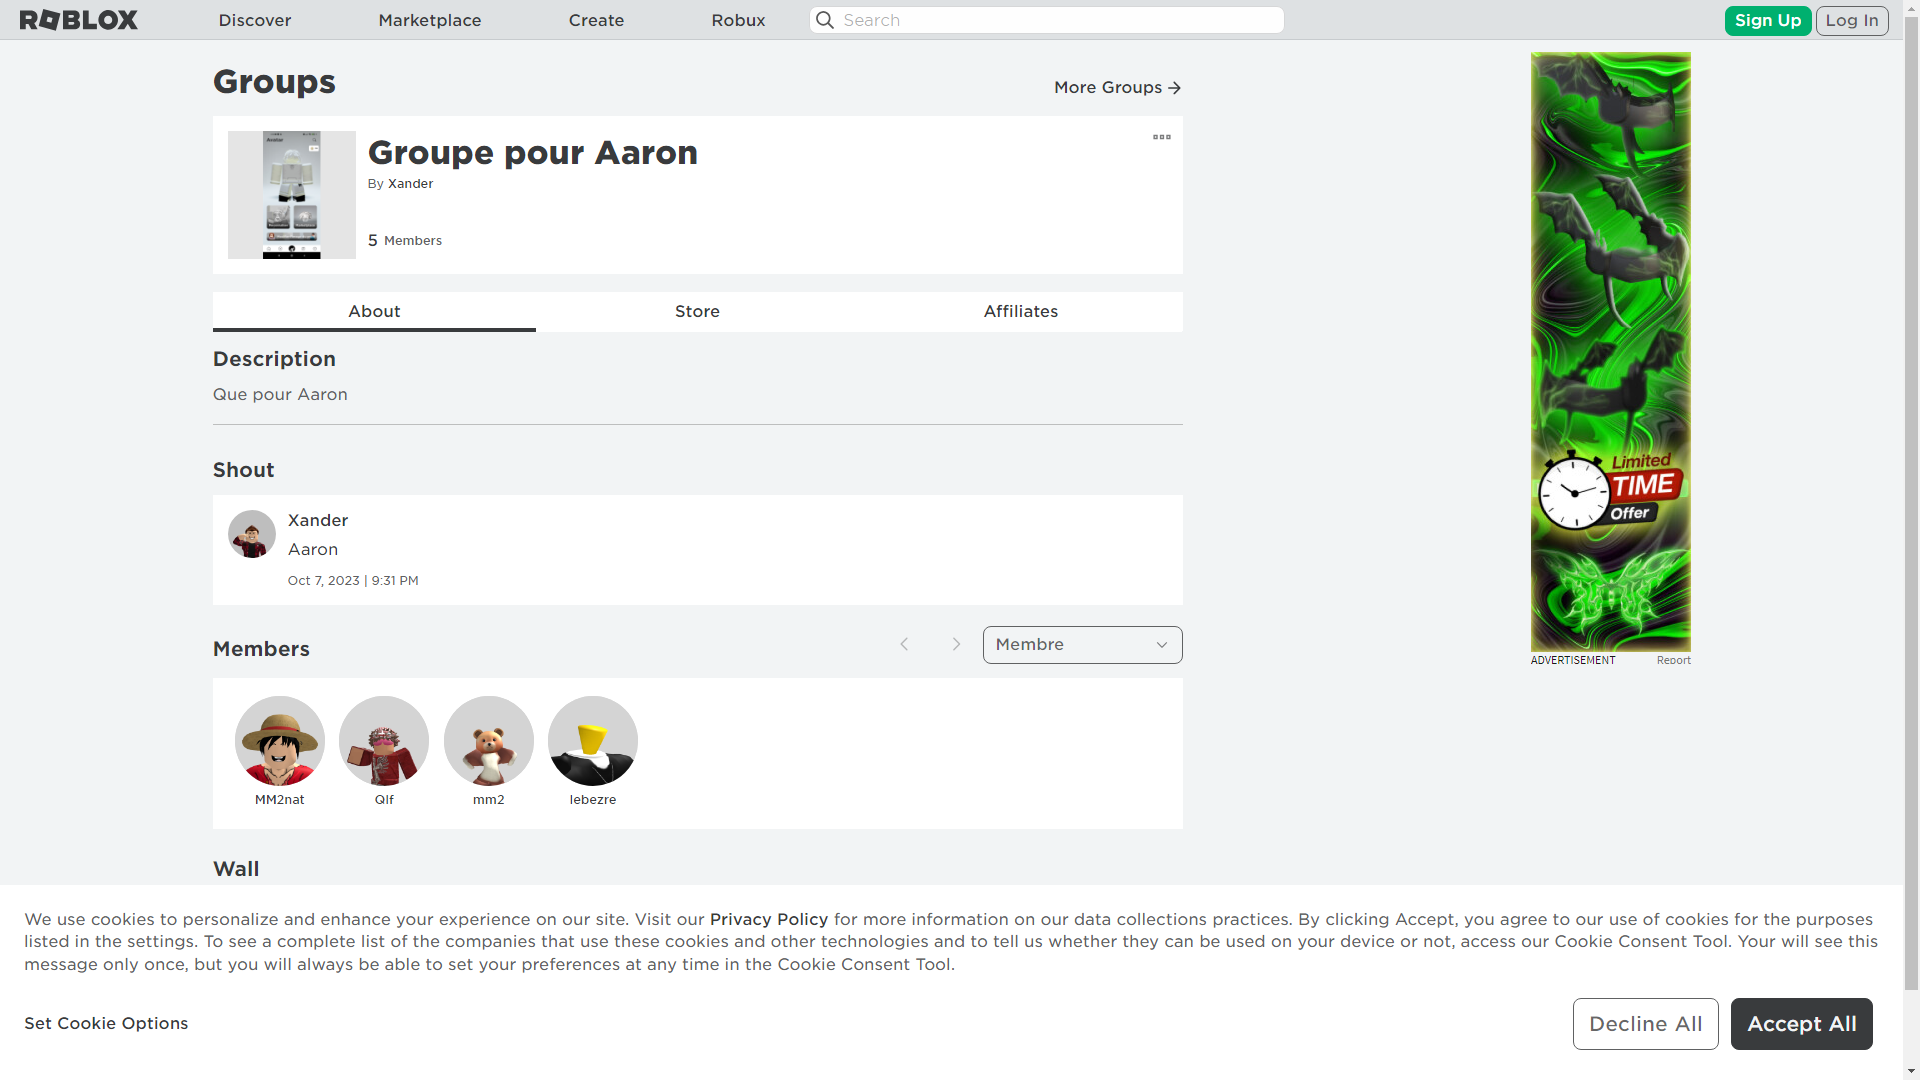 ROBLOX
Discover
Marketplace
Create
Robux
Search
Sign Up
Log In
Groups
More Groups
Groupe pour Aaron
By Xander
5 Members
About
Store
Affiliates
Description
Que pour Aaron
Shout
Xander
Aaron
Oct 7, 2023 | 9:31 PM
Members
Membre
MM2nat
mm2
lebezre
Wall
Limited
TIME
Offer
ADVERTISEMENT
Report
We use cookies to personalize and enhance your experience on our site. Visit our Privacy Policy for more information on our data collections practices. By clicking Accept, you agree to our use of cookies for the purposes
listed in the settings. To see a complete list of the companies that use these cookies and other technologies and to tell us whether they can be used on your device or not, access our Cookie Consent Tool. Your will see this
message only once, but you will always be able to set your preferences at any time in the Cookie Consent Tool.
Set Cookie Options
Decline All
Accept All